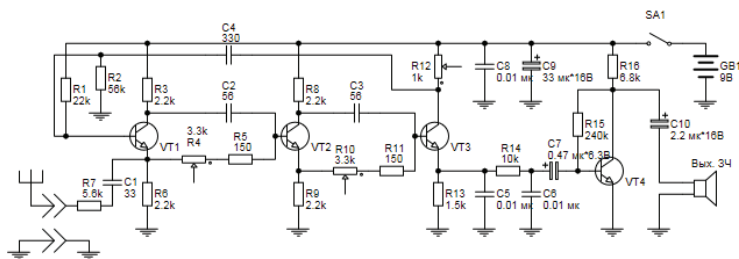 C4
330
SA1
R1
22k
R2
56k
R3
2.2k
C2
56
R8
2.2k
C3
56
R12
1k
C8
0.01 мк
C9
33 мк*16В
R16
6.8k
GB1
9В
VT1
3.3k
R4
R5
150
VT2
R10
3.3k
R11
150
VT3
R14
10k
C7
0.47 мк*6.3В
R15
240k
C10
2.2 мк*16В
Вых. ЗЧ
VT4
R7
5.6k
C1
33
R6
2.2k
R9
2.2k
R13
1.5k
C5
0.01 мк
C6
0.01 мк